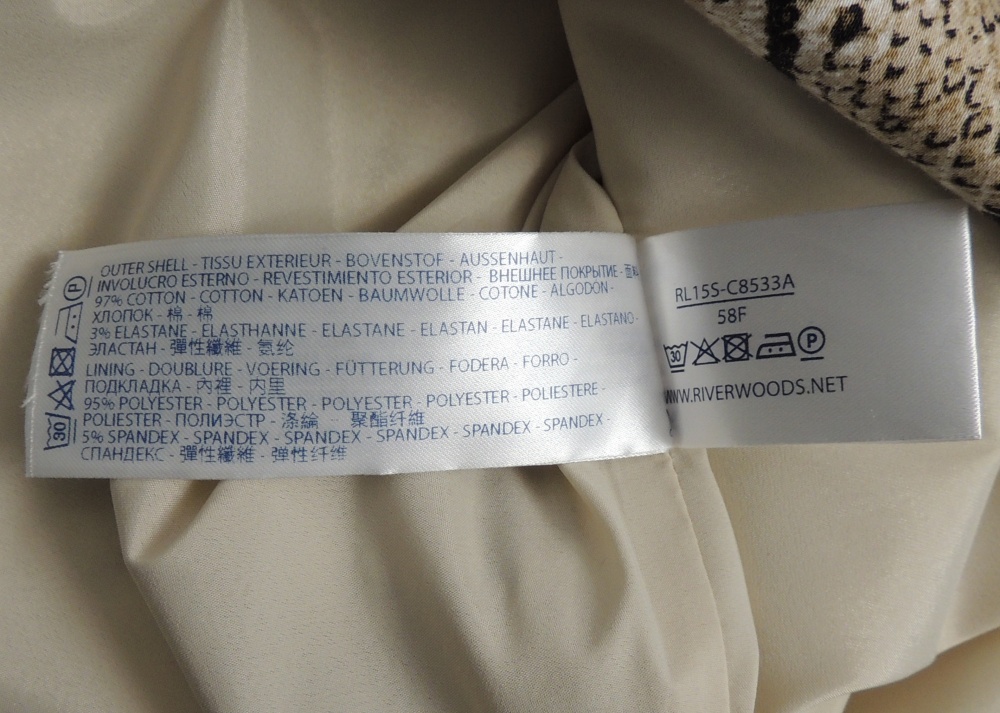 OUTER SHELL - TISSU EXTERIEUR - BOVENSTOF - AUSSENHAUT -
INVOLUCRO ESTERNO - REVESTIMIENTO ESTERIOR - ВНЕШНЕЕ ПОКРЫТИЕ -
97% COTTON - COTTON - KATOEN - BAUMWOLLE - COTONE - ALGODON -
ХЛОПОК - 棉 - 棉
3% ELASTANE - ELASTHANNE - ELASTANE - ELASTAN - ELASTANE - ELASTANO -
ЭЛАСТАН - 彈性纖維 - 氨纶
LINING - DOUBLURE - VOERING - FÜTTERUNG - FODERA - FORRO -
ПОДКЛАДКА - 內裡 - 内里
95% POLYESTER - POLYESTER - POLYESTER - POLYESTER - POLIESTERE -
POLIESTER - ПОЛИЭСТР - 滌綸 聚酯纤維
5% SPANDEX - SPANDEX - SPANDEX - SPANDEX - SPANDEX - SPANDEX -
СПАНДЕКС - 彈性纖維 - 弹性纤维
30
P
RL15S-C8533A
58F
30
P
WWW.RIVERWOODS.NET